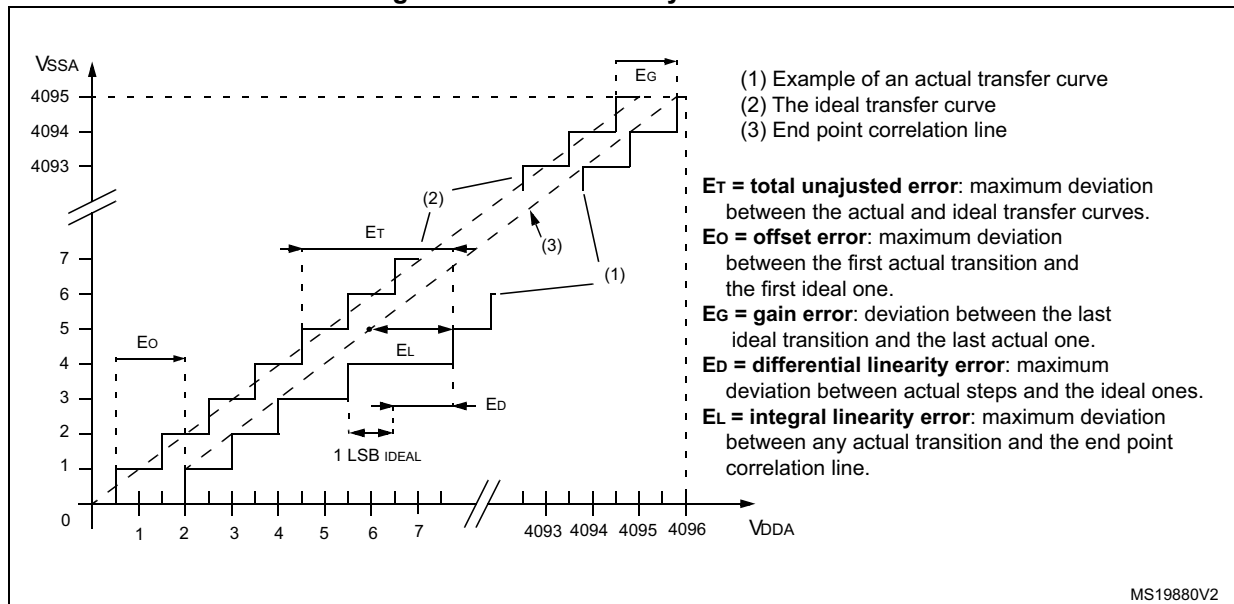 VSSA
EG
4095
4094
4093
(2)
(3)
(1)
ET
7
6
5
4
3
2
1
0
EO
EL
ED
1 LSB IDEAL
1 2 3 4 5 6 7 4093 4094 4095 4096
VDDA
(1) Example of an actual transfer curve
(2) The ideal transfer curve
(3) End point correlation line
ET = total unajusted error: maximum deviation
between the actual and ideal transfer curves.
EO = offset error: maximum deviation
between the first actual transition and
the first ideal one.
EG = gain error: deviation between the last
ideal transition and the last actual one.
ED = differential linearity error: maximum
deviation between actual steps and the ideal ones.
EL = integral linearity error: maximum deviation
between any actual transition and the end point
correlation line.
MS19880V2